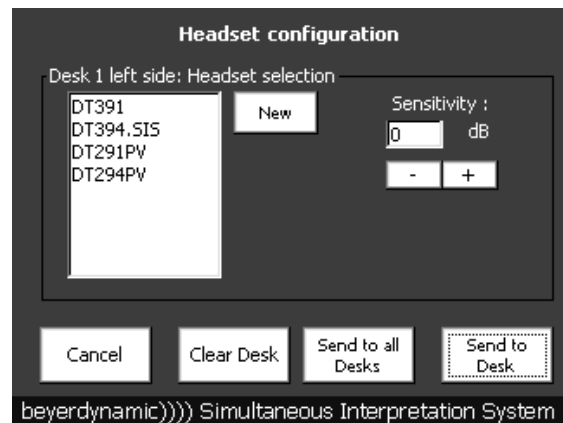 Headset configuration
Desk 1 left side: Headset selection
DT391
DT394.SIS
DT291PV
DT294PV
New
Sensitivity :
0 dB
- +
Cancel
Clear Desk
Send to all
Desks
Send to
Desk
beyerdynamic)))) Simultaneous Interpretation System